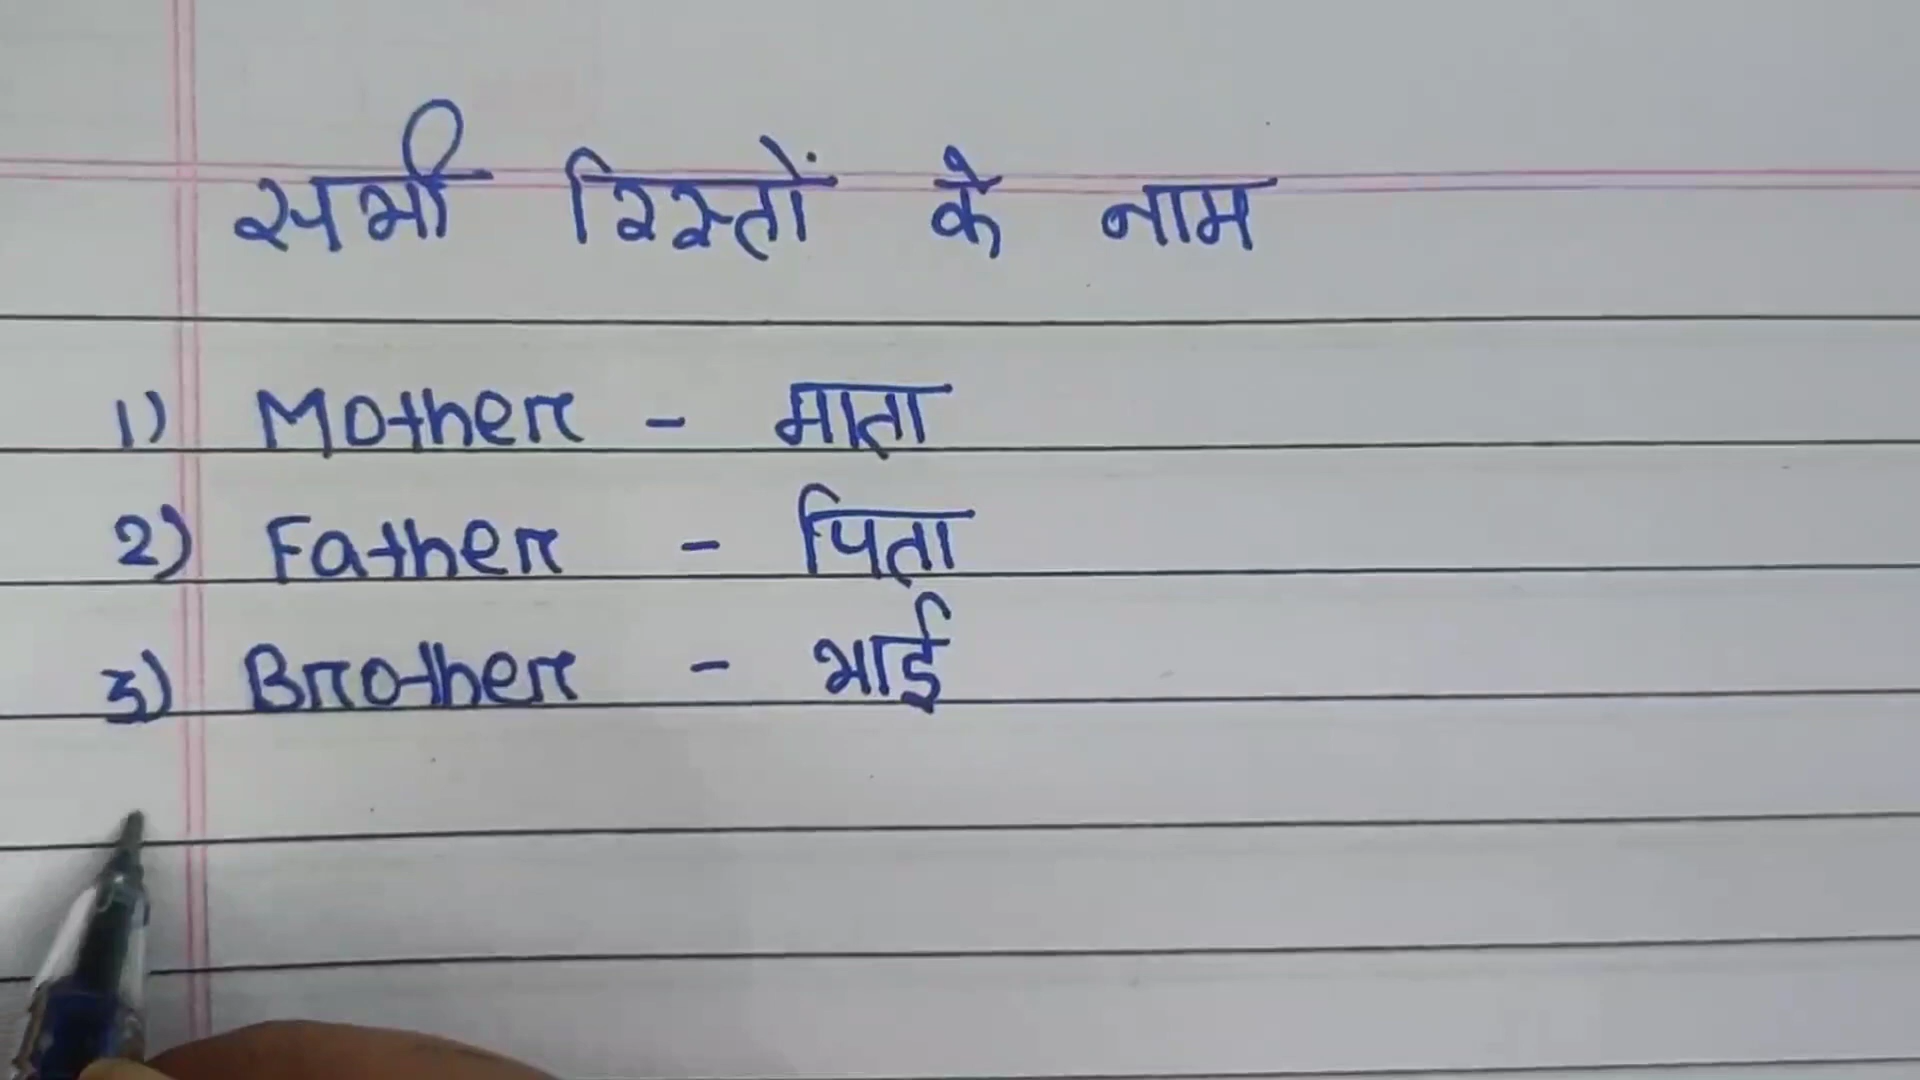 सभी रिस्तों के नाम
1) Mother - माता
2) Father - पिता
3) Brother - भाई